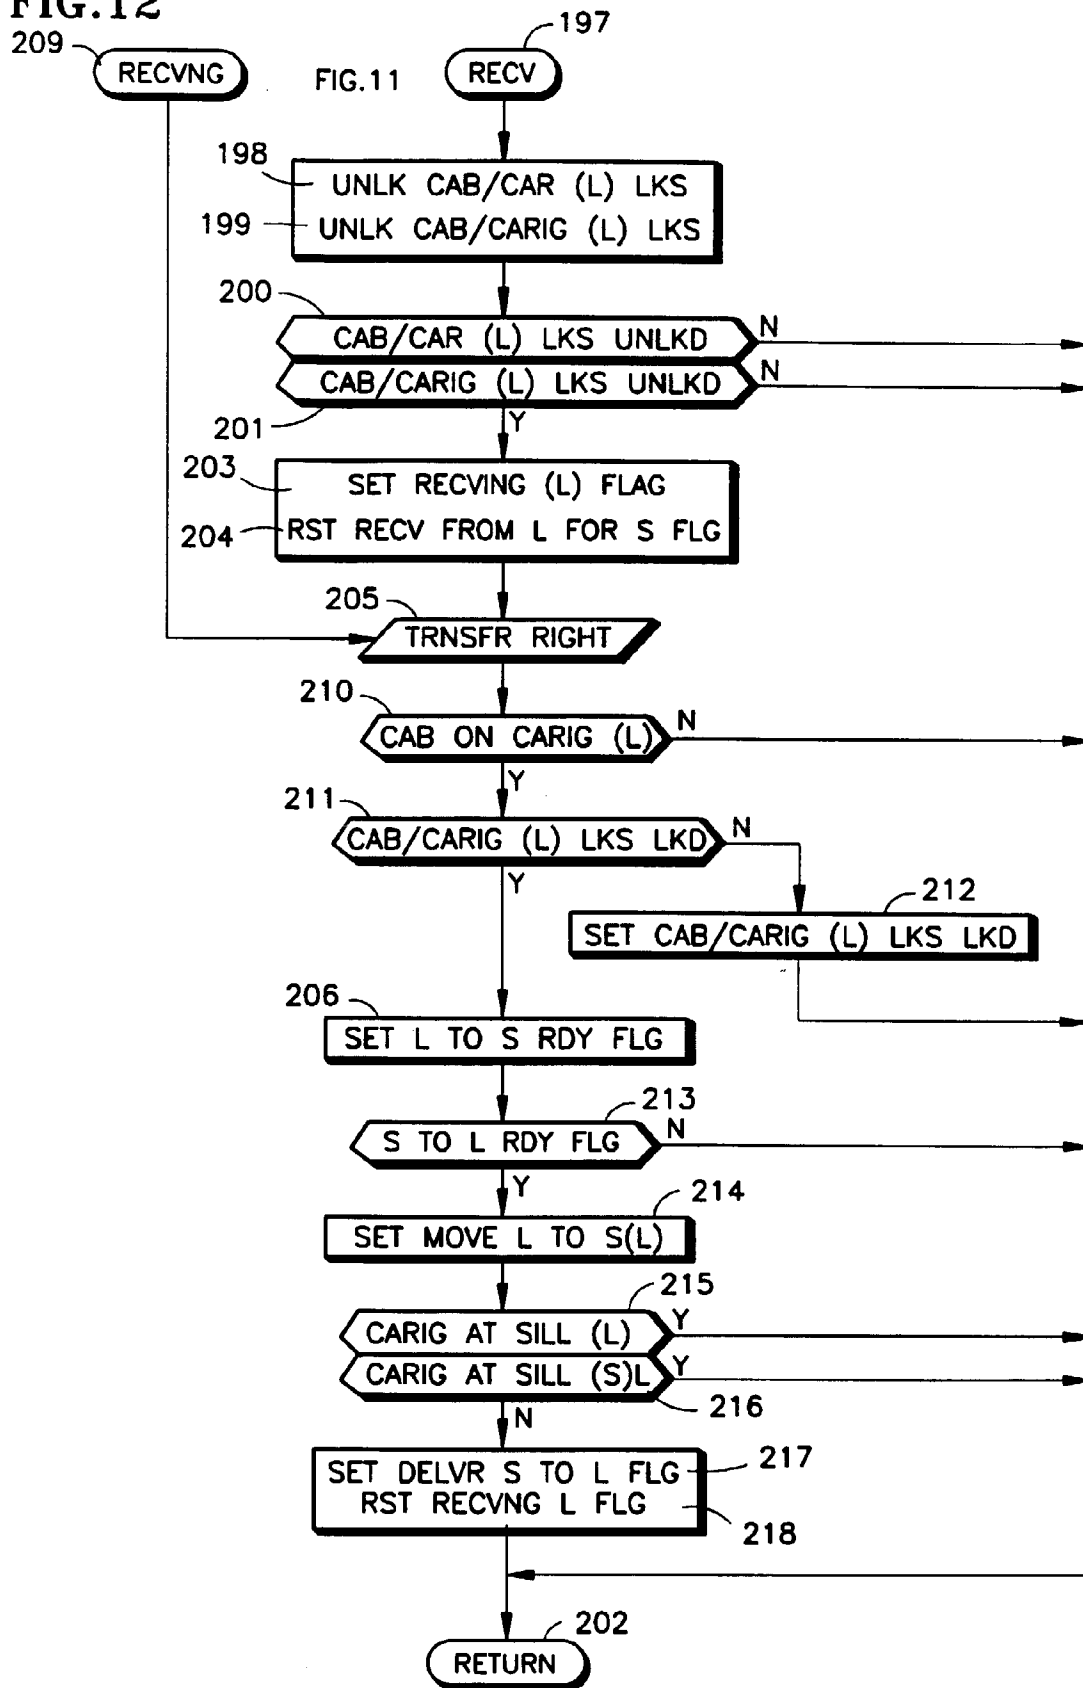 FIG.12
209
RECVNG
FIG.11
RECV
197
198
UNLK CAB/CAR (L) LKS
199
UNLK CAB/CARIG (L) LKS
200
CAB/CAR (L) LKS UNLKD
N
CAB/CARIG (L) LKS UNLKD
N
201
Y
203
SET RECVING (L) FLAG
204
RST RECV FROM L FOR S FLG
205
TRNSFR RIGHT
210
CAB ON CARIG (L)
N
Y
211
CAB/CARIG (L) LKS LKD
N
Y
212
SET CAB/CARIG (L) LKS LKD
206
SET L TO S RDY FLG
213
S TO L RDY FLG
N
Y
214
SET MOVE L TO S(L)
215
CARIG AT SILL (L)
Y
CARIG AT SILL (S)L
Y
216
N
SET DELVR S TO L FLG
217
RST RECVNG L FLG
218
202
RETURN